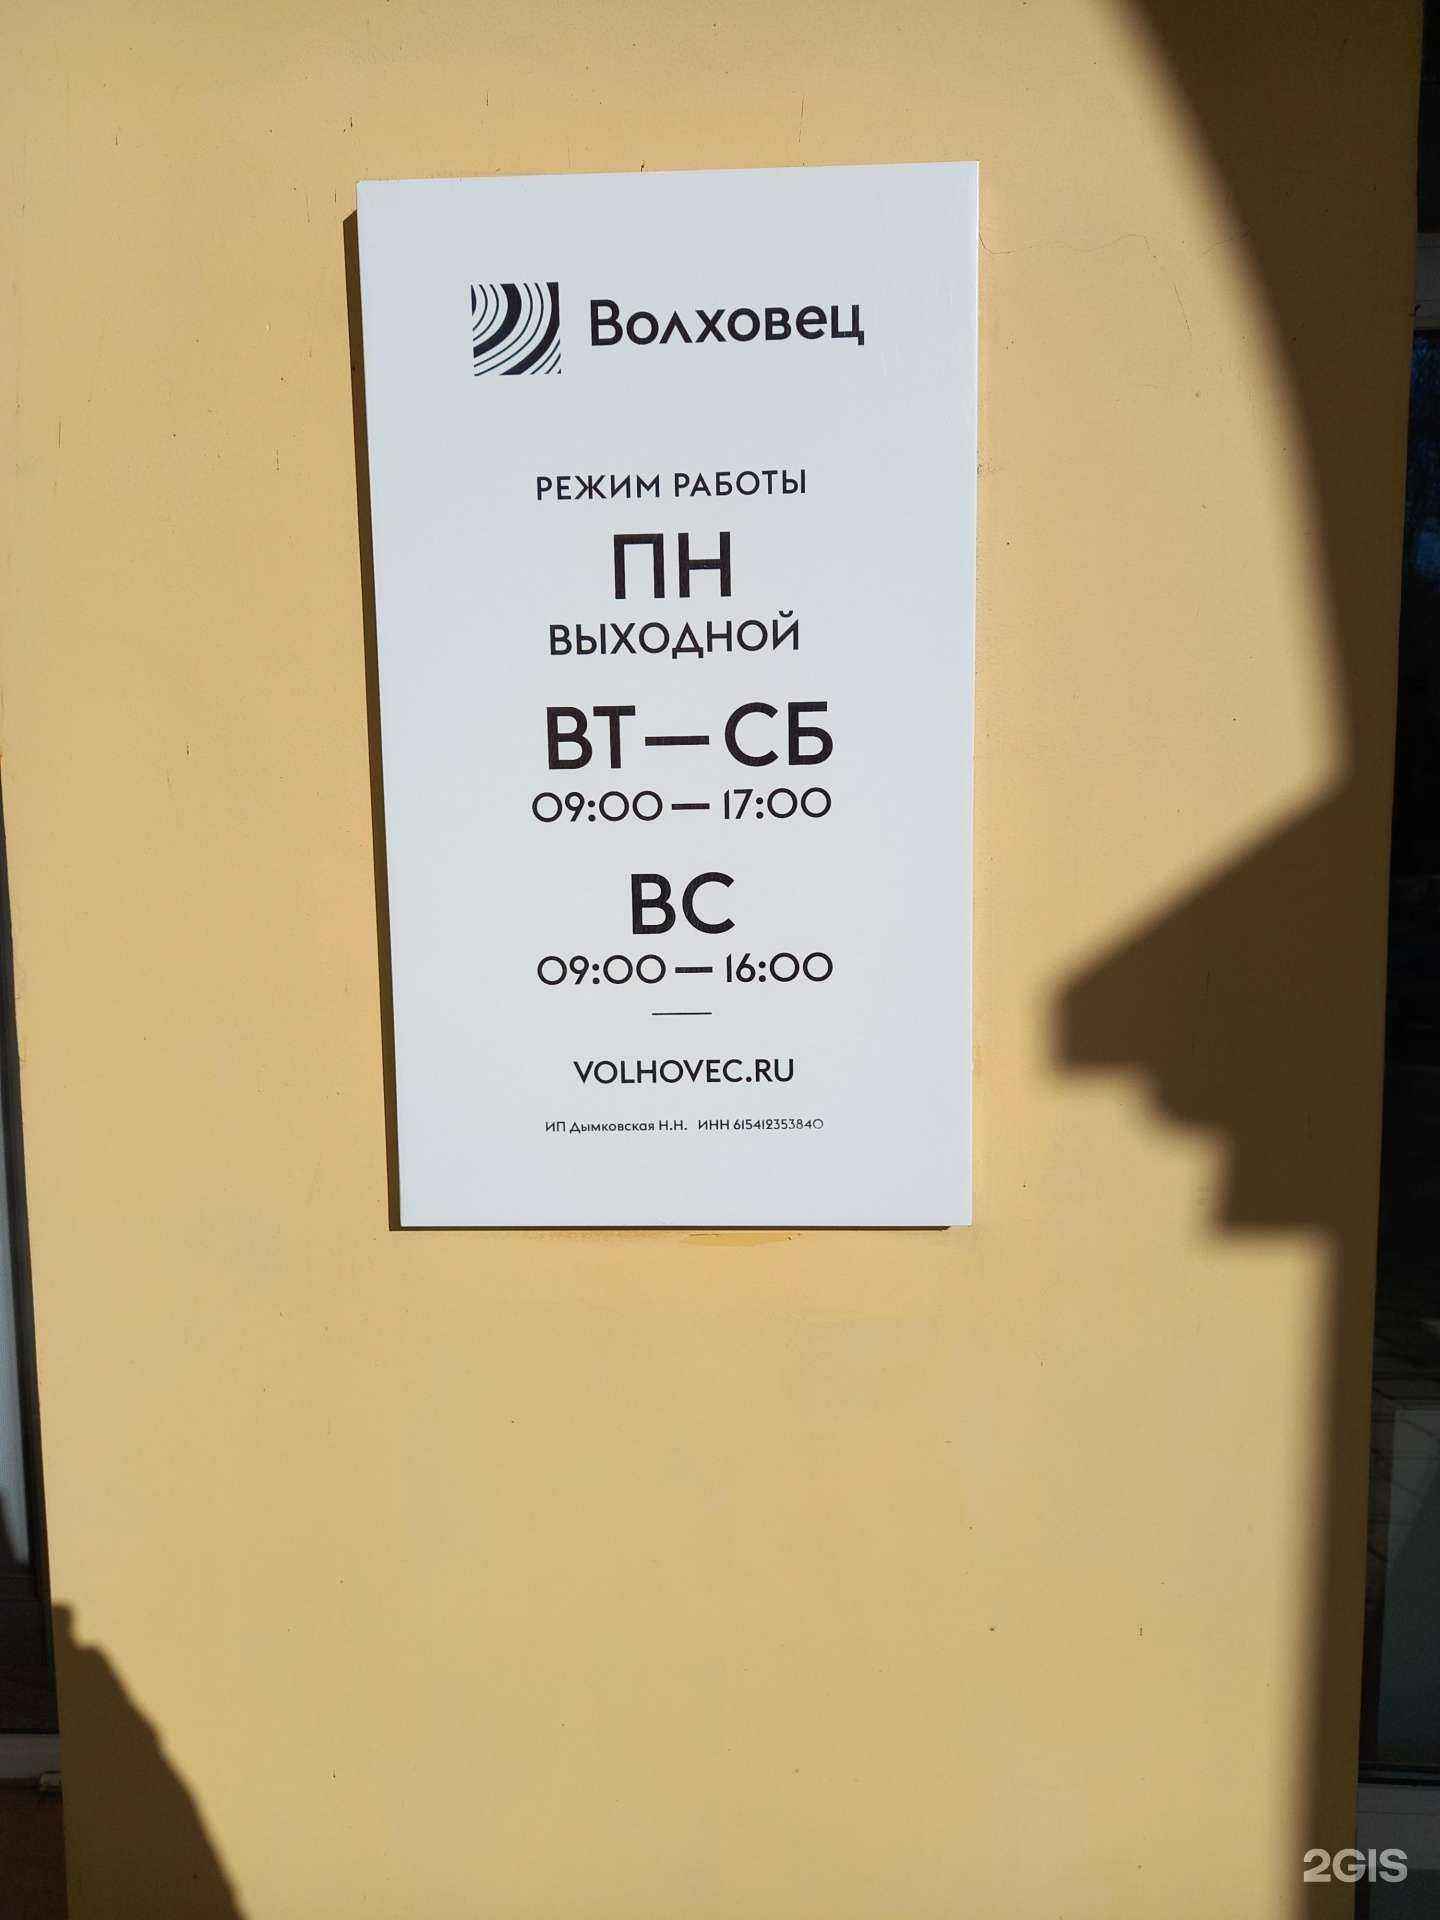 Волховец
РЕЖИМ РАБОТЫ
ПН
ВЫХОДНОЙ
ВТ—СБ
09:00—17:00
ВС
09:00—16:00
VOLHOVEC.RU
ИП Дымковская Н.Н. ИНН 615412353840
2GIS